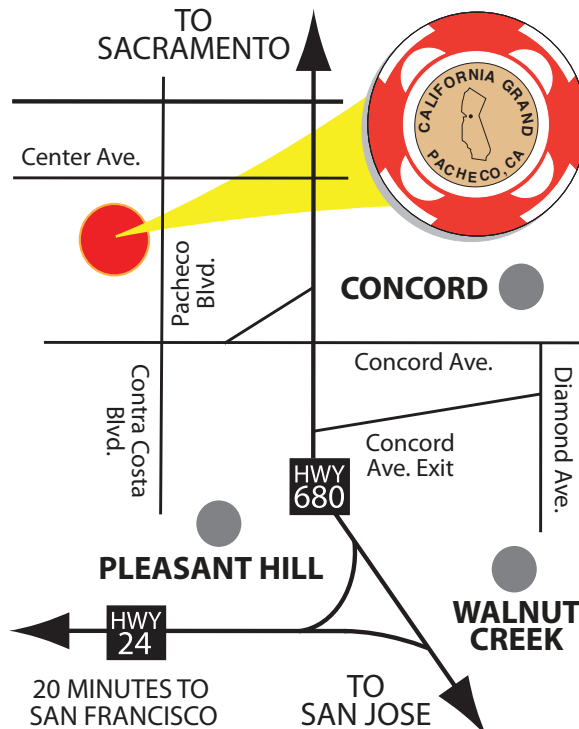 TO
SACRAMENTO
CALIFORNIA GRAND
PACHECO, CA
Center Ave.
Pacheco
Blvd.
CONCORD
Concord Ave.
Contra Costa
Blvd.
Diamond Ave.
Concord
Ave. Exit
HWY
680
PLEASANT HILL
WALNUT
CREEK
HWY
24
20 MINUTES TO
SAN FRANCISCO
TO
SAN JOSE